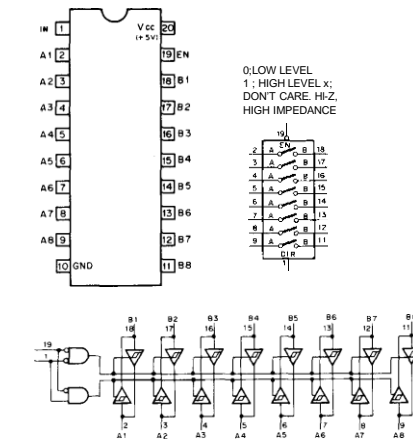 IN 1 Vcc 20
(+5V)
A1 2 19 EN
A2 3 18 B1
A3 4 17 B2
A4 5 16 B3
A5 6 15 B4
A6 7 14 B5
A7 8 13 B6
A8 9 12 B7
10 GND 11 B8
0;LOW LEVEL
1 ; HIGH LEVEL x;
DON'T CARE. HI-Z,
HIGH IMPEDANCE
19
EN
2 A B 18
3 A B 17
4 A B 16
5 A B 15
6 A B 14
7 A B 13
8 A B 12
9 A B 11
DIR
1
B1 B2 B3 B4 B5 B6 B7
18 17 16 15 14 13 12 11
19
1
2 3 4 5 6 7 8 9
A1 A2 A3 A4 A5 A6 A7 A8